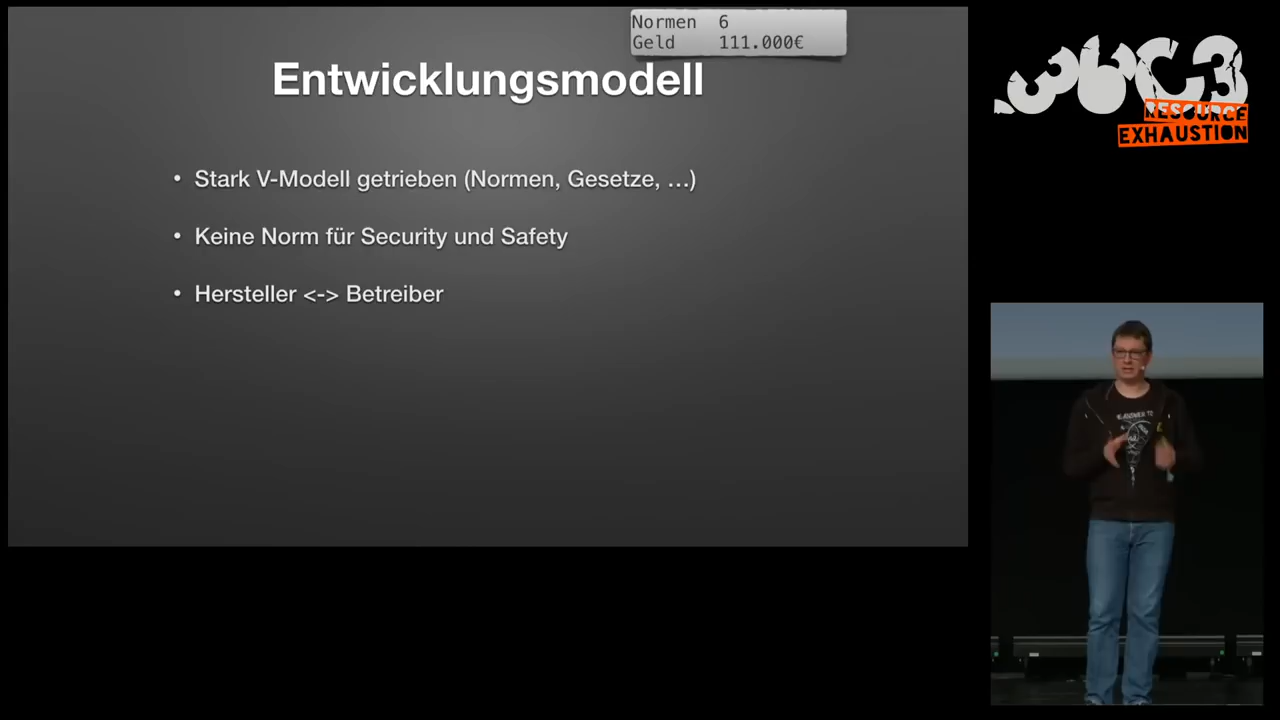 Normen 6
Geld 111.000€
Entwicklungsmodell
• Stark V-Modell getrieben (Normen, Gesetze, …)
• Keine Norm für Security und Safety
• Hersteller <-> Betreiber
36C3
RESOURCE
EXHAUSTION